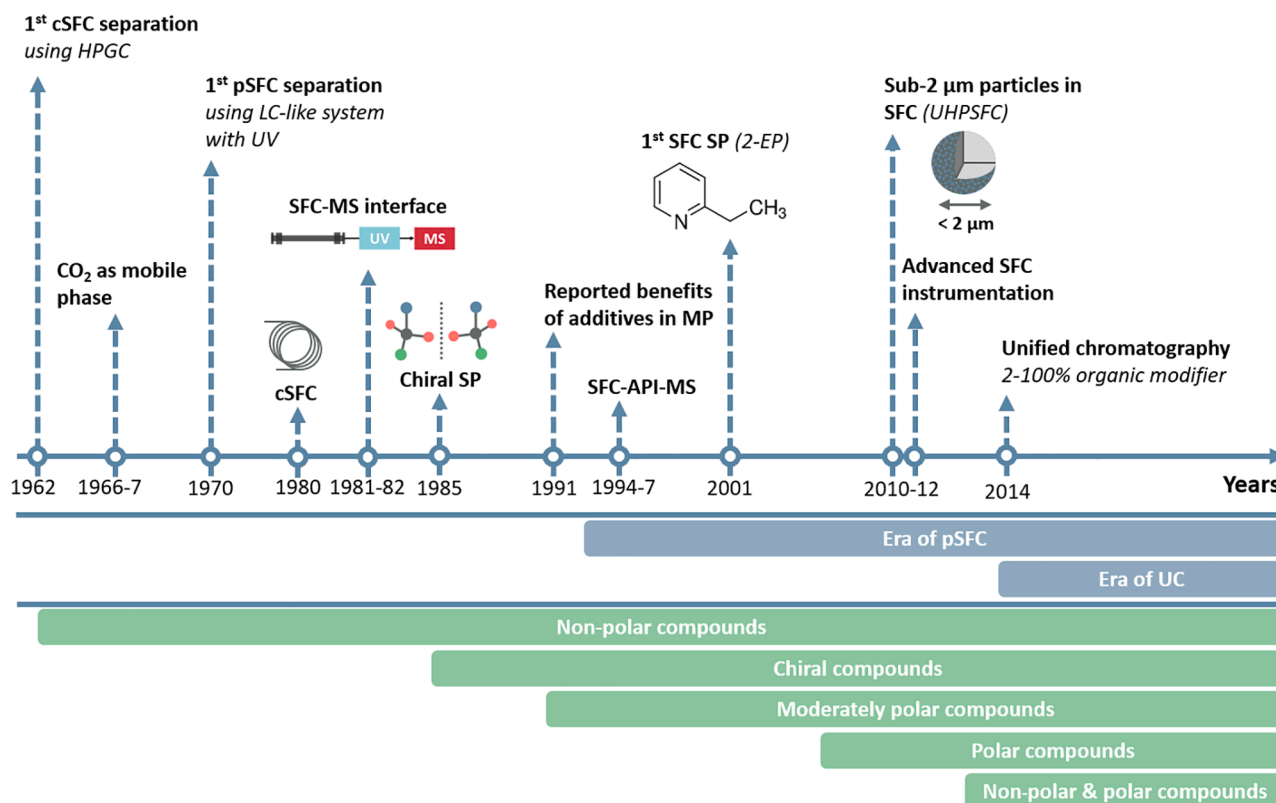 1st cSFC separation
using HPGC
1st pSFC separation
using LC-like system
with UV
Sub-2 µm particles in
SFC (UHPSFC)
1st SFC SP (2-EP)
N
CH3
< 2 µm
SFC-MS interface
UV
MS
CO2 as mobile
phase
Advanced SFC
instrumentation
Reported benefits
of additives in MP
Unified chromatography
2-100% organic modifier
cSFC
Chiral SP
SFC-API-MS
1962
1966-7
1970
1980
1981-82
1985
1991
1994-7
2001
2010-12
2014
Years
Era of pSFC
Era of UC
Non-polar compounds
Chiral compounds
Moderately polar compounds
Polar compounds
Non-polar & polar compounds